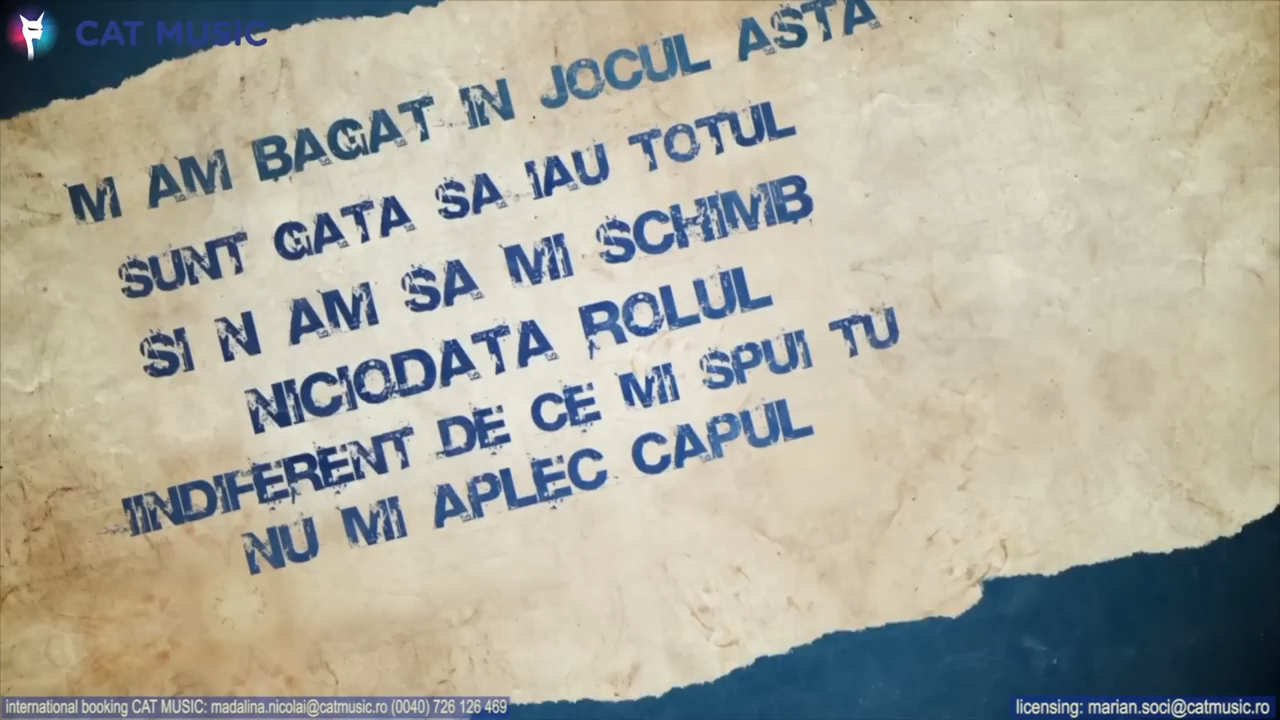 CAT MUSIC
M AM BAGAT IN JOCUL ASTA
SUNT GATA SA IAU TOTUL
SI N AM SA MI SCHIMB
NICIODATA ROLUL
IINDIFERENT DE CE MI SPUI TU
NU MI APLEC CAPUL
international booking CAT MUSIC: madalina.nicolai@catmusic.ro (0040) 726 126 469
licensing: marian.soci@catmusic.ro